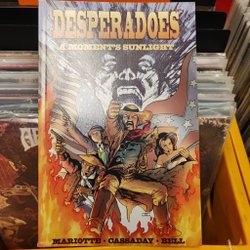 DESPERADOES
A MOMENT'S SUNLIGHT
MARIOTTE • CASSADAY • BELL